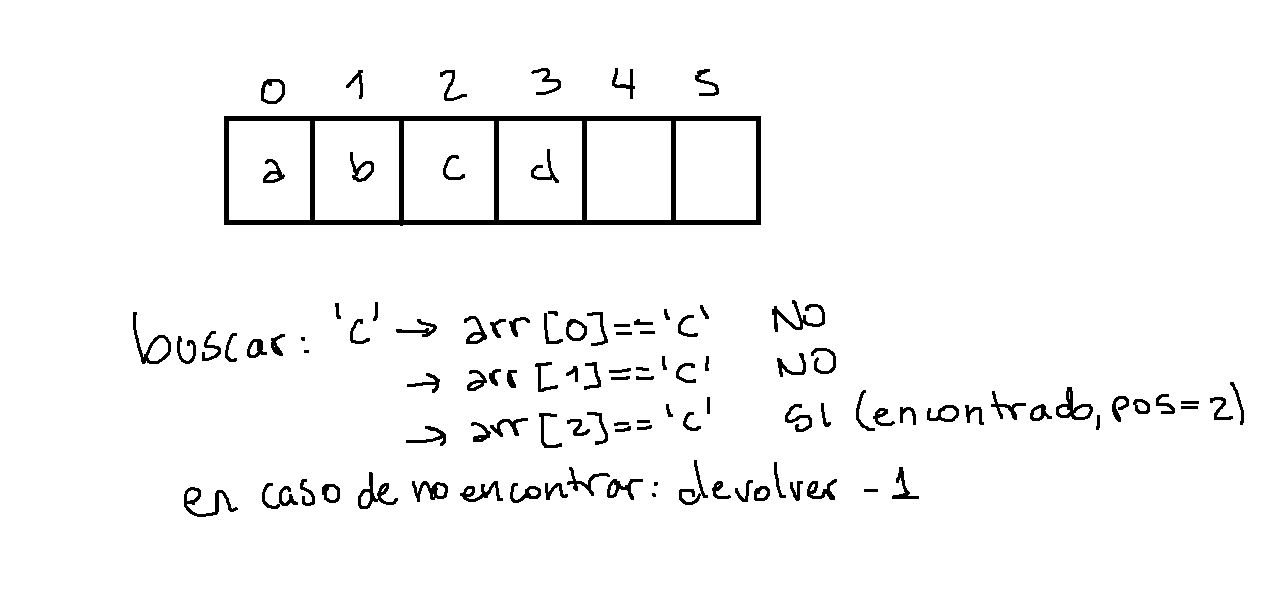 0 1 2 3 4 5
a b c d
buscar: 'c' → arr[0]=='c' NO
→ arr[1]=='c' NO
→ arr[2]=='c' SI (encontrado, pos=2)
en caso de no encontrar: devolver -1